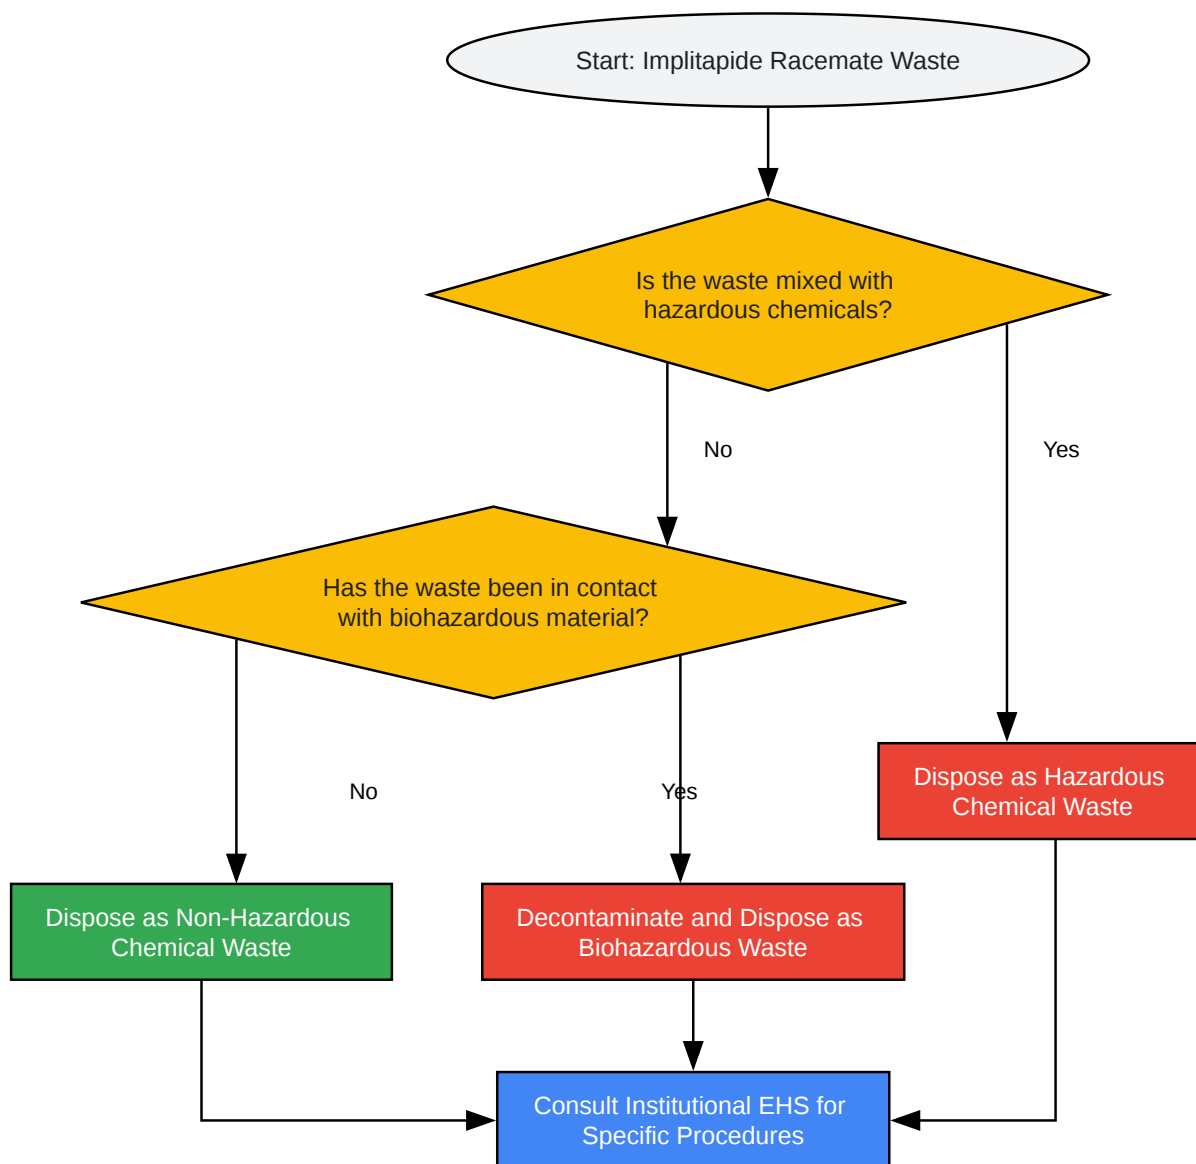 Start: Implitapide Racemate Waste
Is the waste mixed with
hazardous chemicals?
No
Yes
Has the waste been in contact
with biohazardous material?
No
Yes
Dispose as Hazardous
Chemical Waste
Dispose as Non-Hazardous
Chemical Waste
Decontaminate and Dispose as
Biohazardous Waste
Consult Institutional EHS for
Specific Procedures